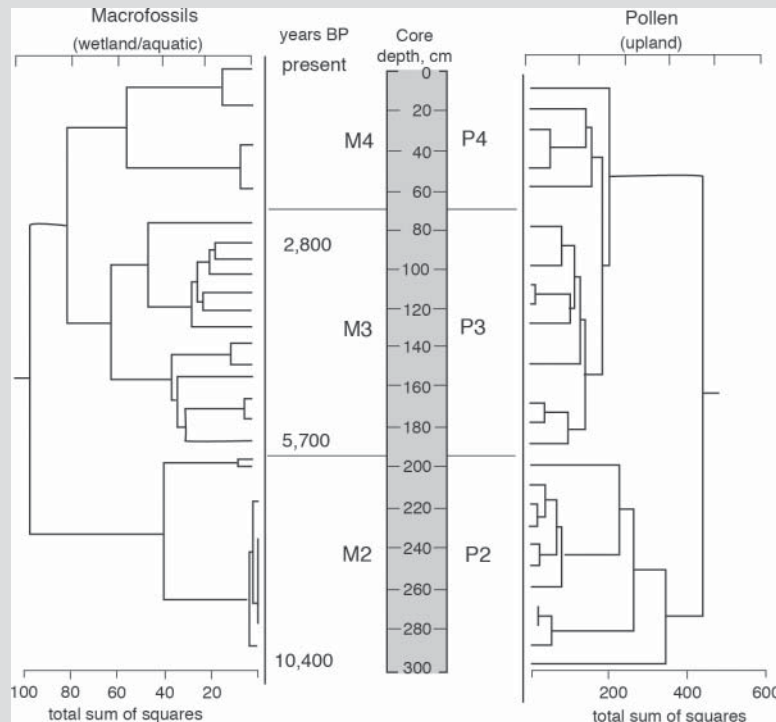 Macrofossils
(wetland/aquatic)
years BP
present
Core
depth, cm
Pollen
(upland)
0
20
40
60
80
100
120
140
160
180
200
220
240
260
280
300
M4
P4
2,800
M3
P3
5,700
M2
P2
10,400
100 80 60 40 20
total sum of squares
0 200 400 600
total sum of squares